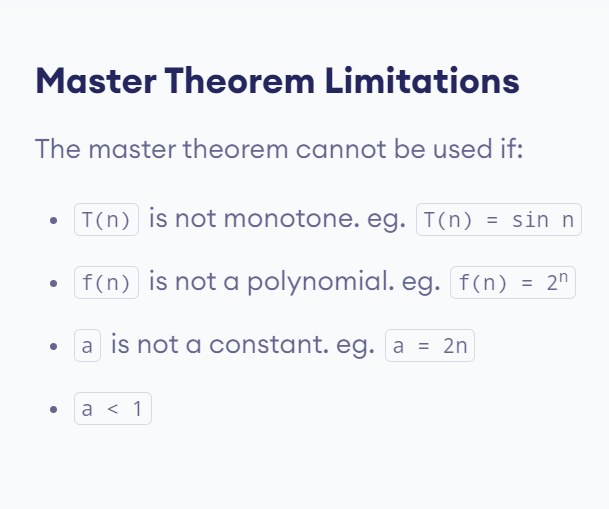 Master Theorem Limitations
The master theorem cannot be used if:
• T(n) is not monotone. eg. T(n) = sin n
• f(n) is not a polynomial. eg. f(n) = 2ⁿ
• a is not a constant. eg. a = 2n
• a < 1